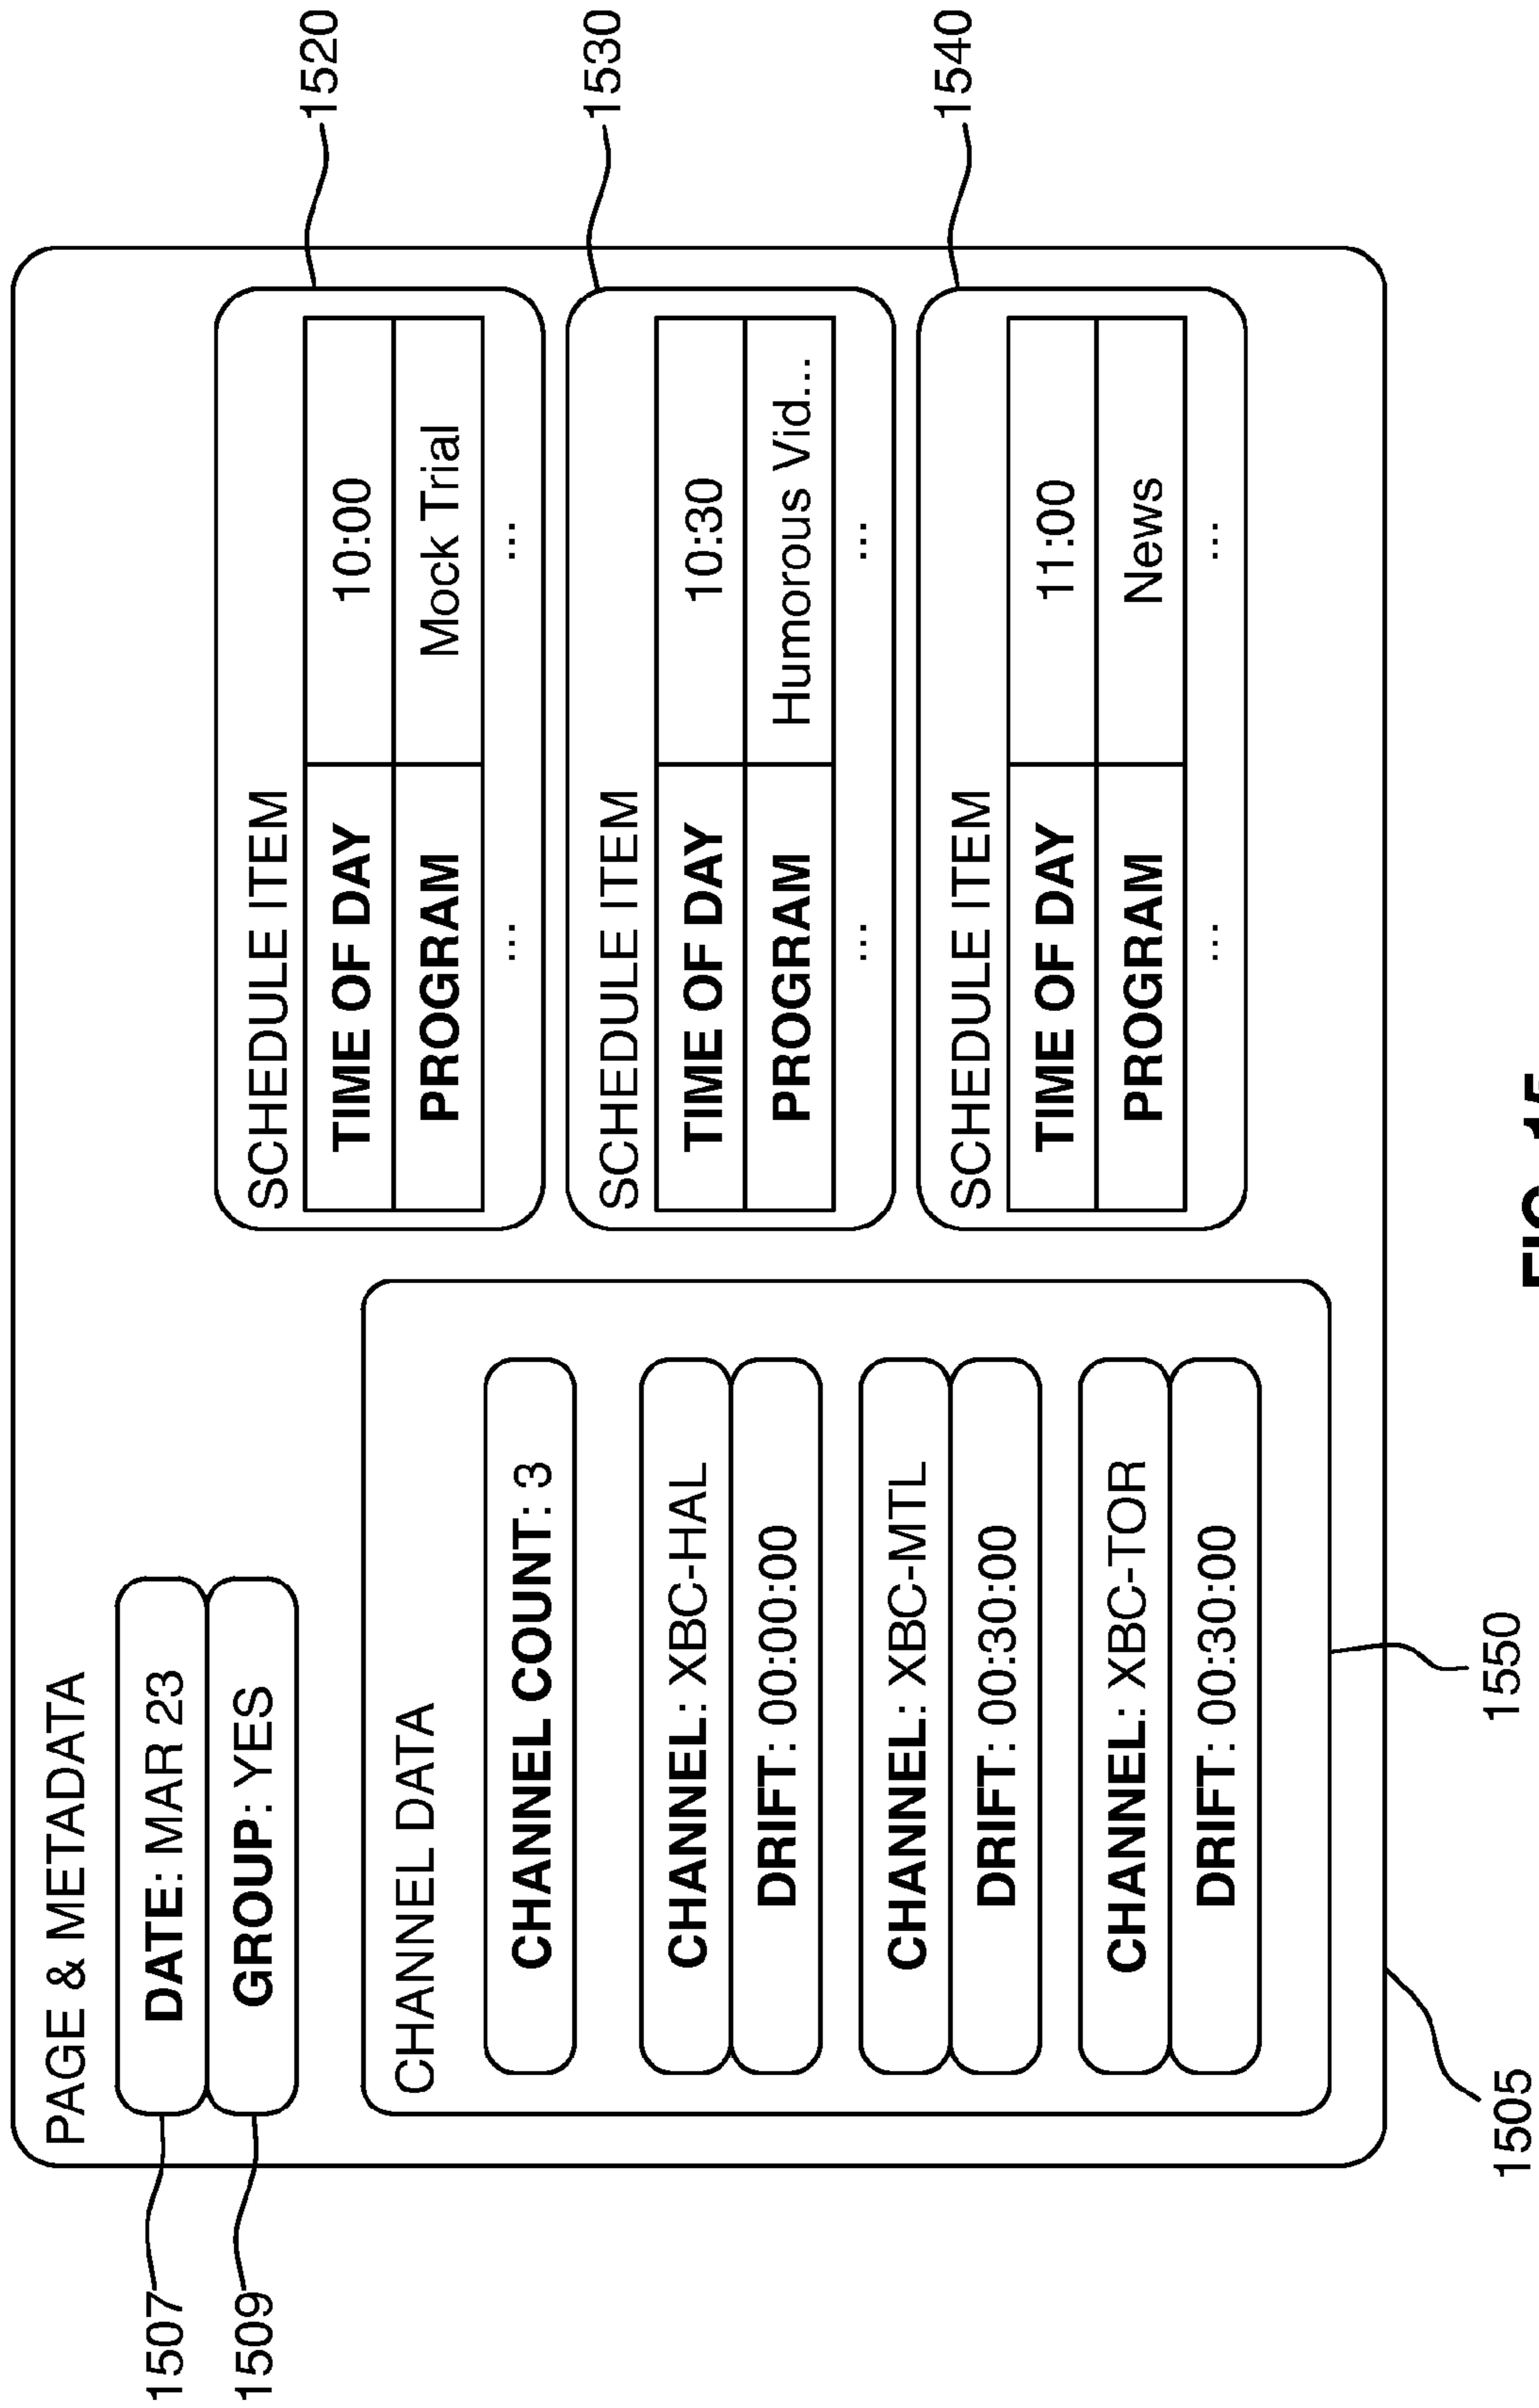 PAGE & METADATA
1507
DATE: MAR 23
1509
GROUP: YES
CHANNEL DATA
CHANNEL COUNT: 3
CHANNEL: XBC-HAL
DRIFT: 00:00:00
CHANNEL: XBC-MTL
DRIFT: 00:30:00
CHANNEL: XBC-TOR
DRIFT: 00:30:00
SCHEDULE ITEM
TIME OF DAY 10:00
PROGRAM Mock Trial
... ...
1520
SCHEDULE ITEM
TIME OF DAY 10:30
PROGRAM Humorous Vid...
... ...
1530
SCHEDULE ITEM
TIME OF DAY 11:00
PROGRAM News
... ...
1540
1505
1550
FIG. 15